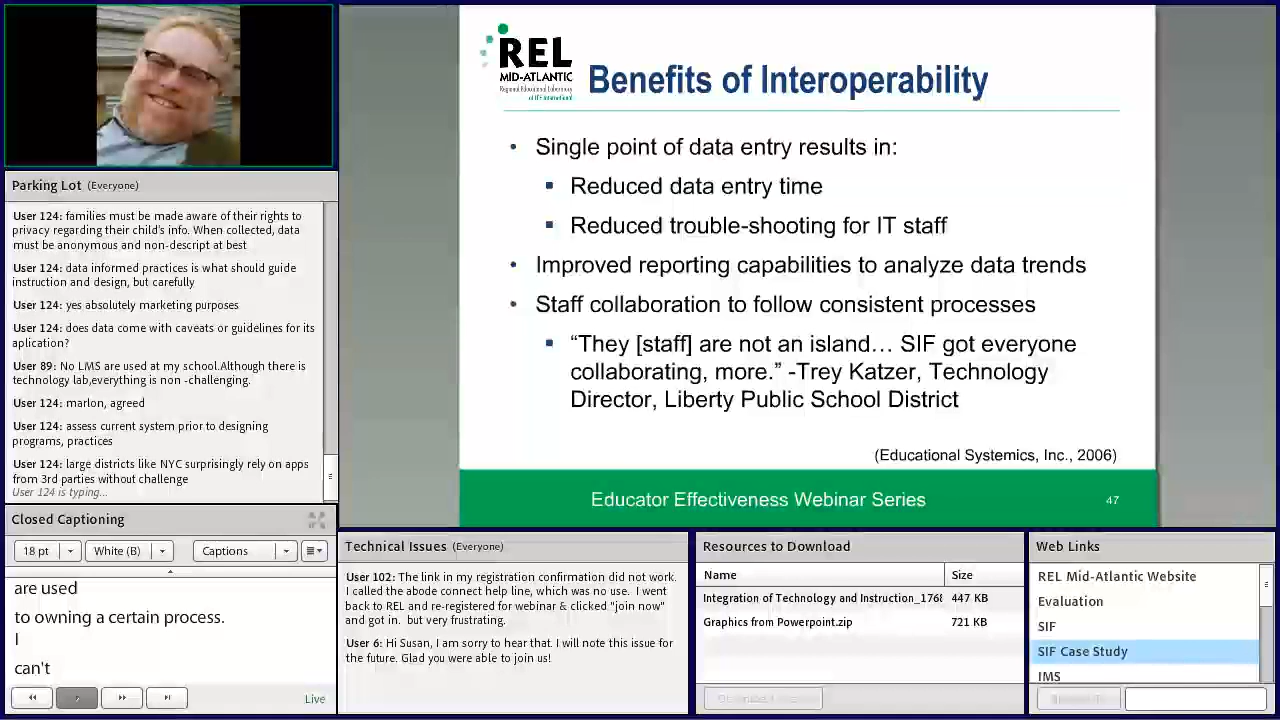 REL
MID-ATLANTIC
Regional Educational Laboratory
at ICF International
Benefits of Interoperability
• Single point of data entry results in:
▪ Reduced data entry time
▪ Reduced trouble-shooting for IT staff
• Improved reporting capabilities to analyze data trends
• Staff collaboration to follow consistent processes
▪ “They [staff] are not an island… SIF got everyone
collaborating, more.” -Trey Katzer, Technology
Director, Liberty Public School District
(Educational Systemics, Inc., 2006)
Educator Effectiveness Webinar Series
47
Parking Lot (Everyone)
User 124: families must be made aware of their rights to
privacy regarding their child's info. When collected, data
must be anonymous and non-descript at best
User 124: data informed practices is what should guide
instruction and design, but carefully
User 124: yes absolutely marketing purposes
User 124: does data come with caveats or guidelines for its
aplication?
User 89: No LMS are used at my school.Although there is
technology lab,everything is non -challenging.
User 124: marlon, agreed
User 124: assess current system prior to designing
programs, practices
User 124: large districts like NYC surprisingly rely on apps
from 3rd parties without challenge
User 124 is typing...
Closed Captioning
18 pt
White (B)
Captions
are used
to owning a certain process.
I
can't
Live
Technical Issues (Everyone)
User 102: The link in my registration confirmation did not work.
I called the abode connect help line, which was no use. I went
back to REL and re-registered for webinar & clicked "join now"
and got in. but very frustrating.
User 6: Hi Susan, I am sorry to hear that. I will note this issue for
the future. Glad you were able to join us!
Resources to Download
Name Size
Integration of Technology and Instruction_1768 447 KB
Graphics from Powerpoint.zip 721 KB
Web Links
REL Mid-Atlantic Website
Evaluation
SIF
SIF Case Study
IMS